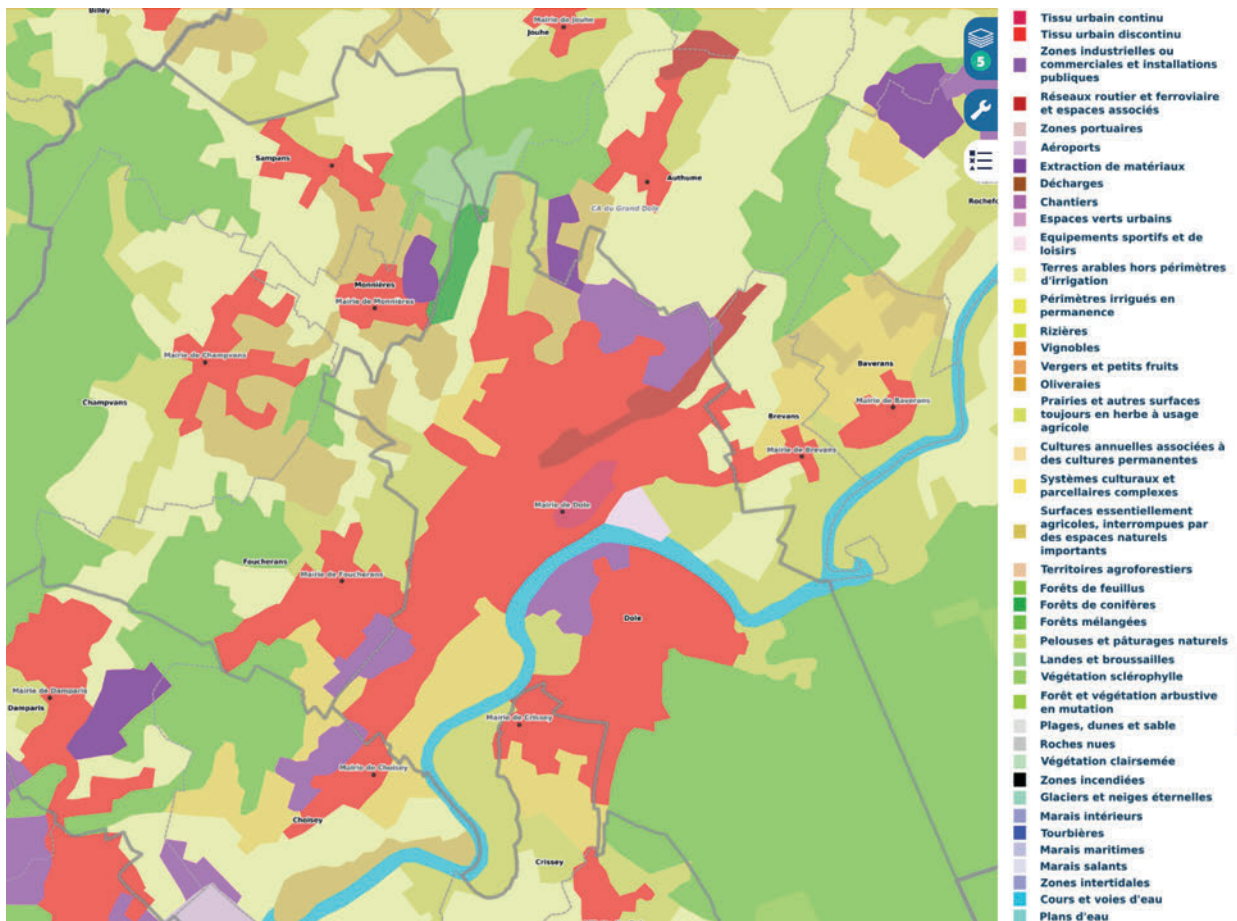 Billey
Mairie de Jouhe
Jouhe
5
Sampans
Authume
CA du Grand Dole
Monnières
Mairie de Monnières
Mairie de Champvans
Champvans
Baverans
Mairie de Baverans
Brevans
Mairie de Brevans
Mairie de Dole
Foucherans
Mairie de Foucherans
Dole
Mairie de Damparis
Damparis
Mairie de Crissey
Mairie de Choisey
Choisey
Crissey
Tissu urbain continu
Tissu urbain discontinu
Zones industrielles ou
commerciales et installations
publiques
Réseaux routier et ferroviaire
et espaces associés
Zones portuaires
Aéroports
Extraction de matériaux
Décharges
Chantiers
Espaces verts urbains
Equipements sportifs et de
loisirs
Terres arables hors périmètres
d'irrigation
Périmètres irrigués en
permanence
Rizières
Vignobles
Vergers et petits fruits
Oliveraies
Prairies et autres surfaces
toujours en herbe à usage
agricole
Cultures annuelles associées à
des cultures permanentes
Systèmes culturaux et
parcellaires complexes
Surfaces essentiellement
agricoles, interrompues par
des espaces naturels
importants
Territoires agroforestiers
Forêts de feuillus
Forêts de conifères
Forêts mélangées
Pelouses et pâturages naturels
Landes et broussailles
Végétation sclérophylle
Forêt et végétation arbustive
en mutation
Plages, dunes et sable
Roches nues
Végétation clairsemée
Zones incendiées
Glaciers et neiges éternelles
Marais intérieurs
Tourbières
Marais maritimes
Marais salants
Zones intertidales
Cours et voies d'eau
Plans d'eau